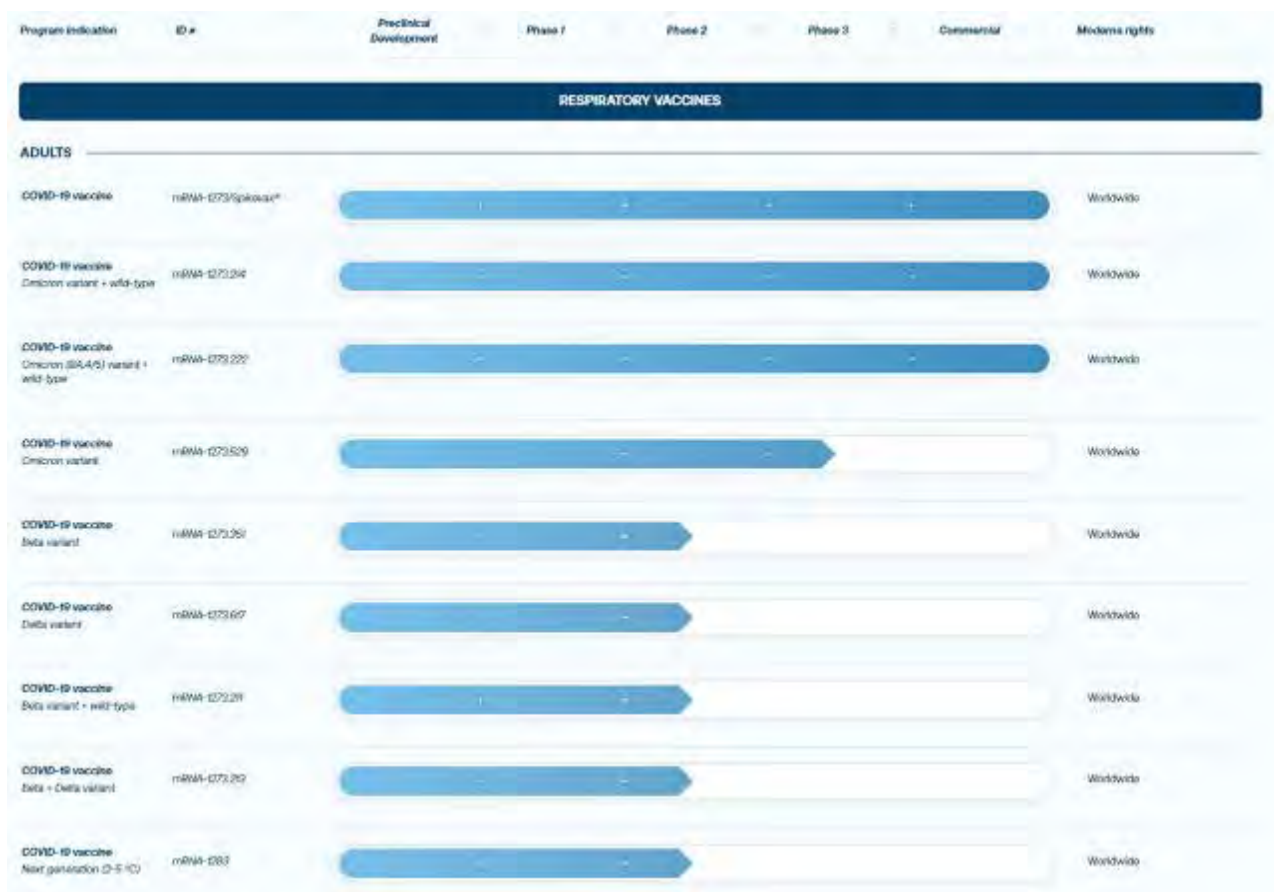 Program indication ID # Preclinical Development Phase 1 Phase 2 Phase 3 Commercial Moderna rights
RESPIRATORY VACCINES
ADULTS
COVID-19 vaccine mRNA-1273/Spikevax® Worldwide
COVID-19 vaccine mRNA-1273.214 Worldwide
Omicron variant + wild-type
COVID-19 vaccine mRNA-1273.222 Worldwide
Omicron (BA.4/5) variant +
wild-type
COVID-19 vaccine mRNA-1273.529 Worldwide
Omicron variant
COVID-19 vaccine mRNA-1273.351 Worldwide
Beta variant
COVID-19 vaccine mRNA-1273.617 Worldwide
Delta variant
COVID-19 vaccine mRNA-1273.211 Worldwide
Beta variant + wild-type
COVID-19 vaccine mRNA-1273.213 Worldwide
Beta + Delta variant
COVID-19 vaccine mRNA-1283 Worldwide
Next generation (2-5 ºC)